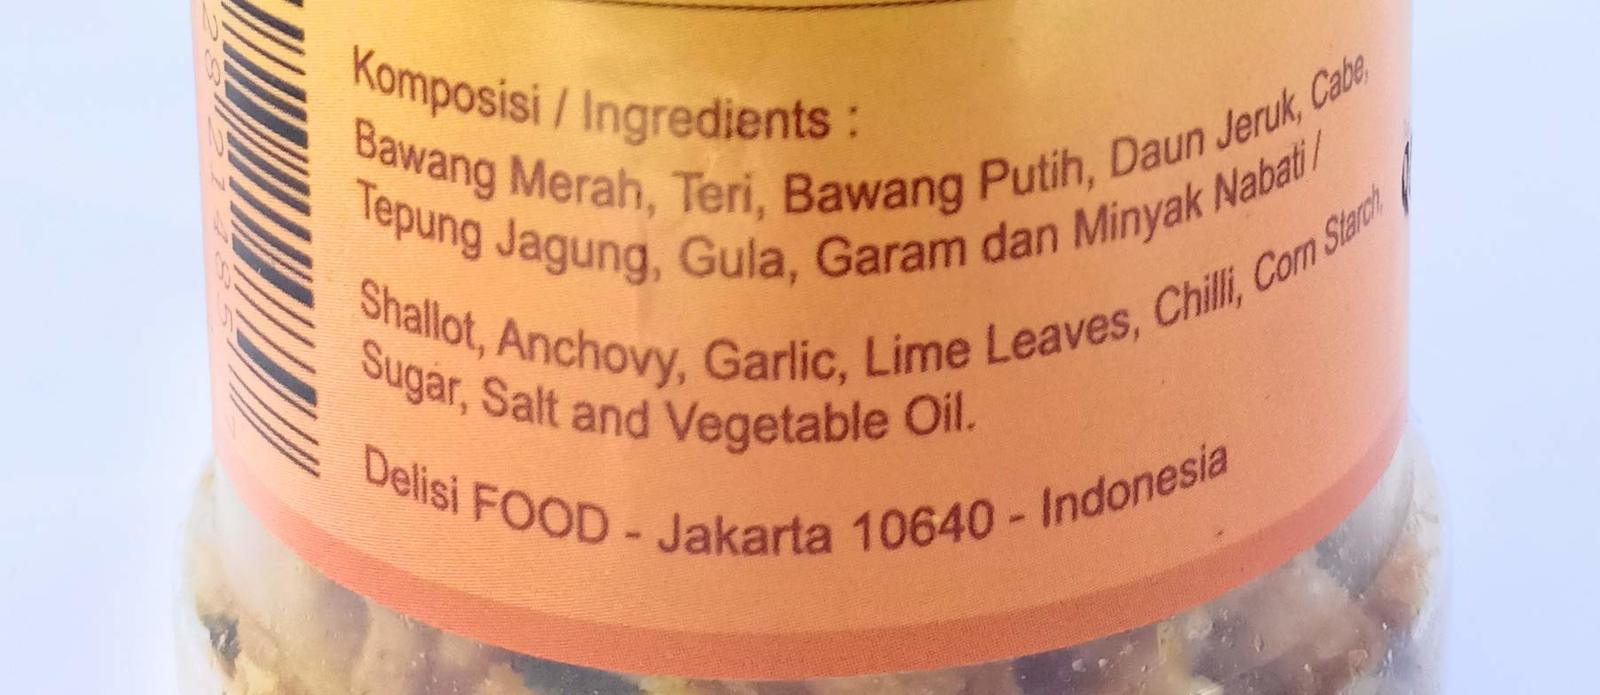 Komposisi / Ingredients :
Bawang Merah, Teri, Bawang Putih, Daun Jeruk, Cabe,
Tepung Jagung, Gula, Garam dan Minyak Nabati /
Shallot, Anchovy, Garlic, Lime Leaves, Chilli, Corn Starch,
Sugar, Salt and Vegetable Oil.
Delisi FOOD - Jakarta 10640 - Indonesia